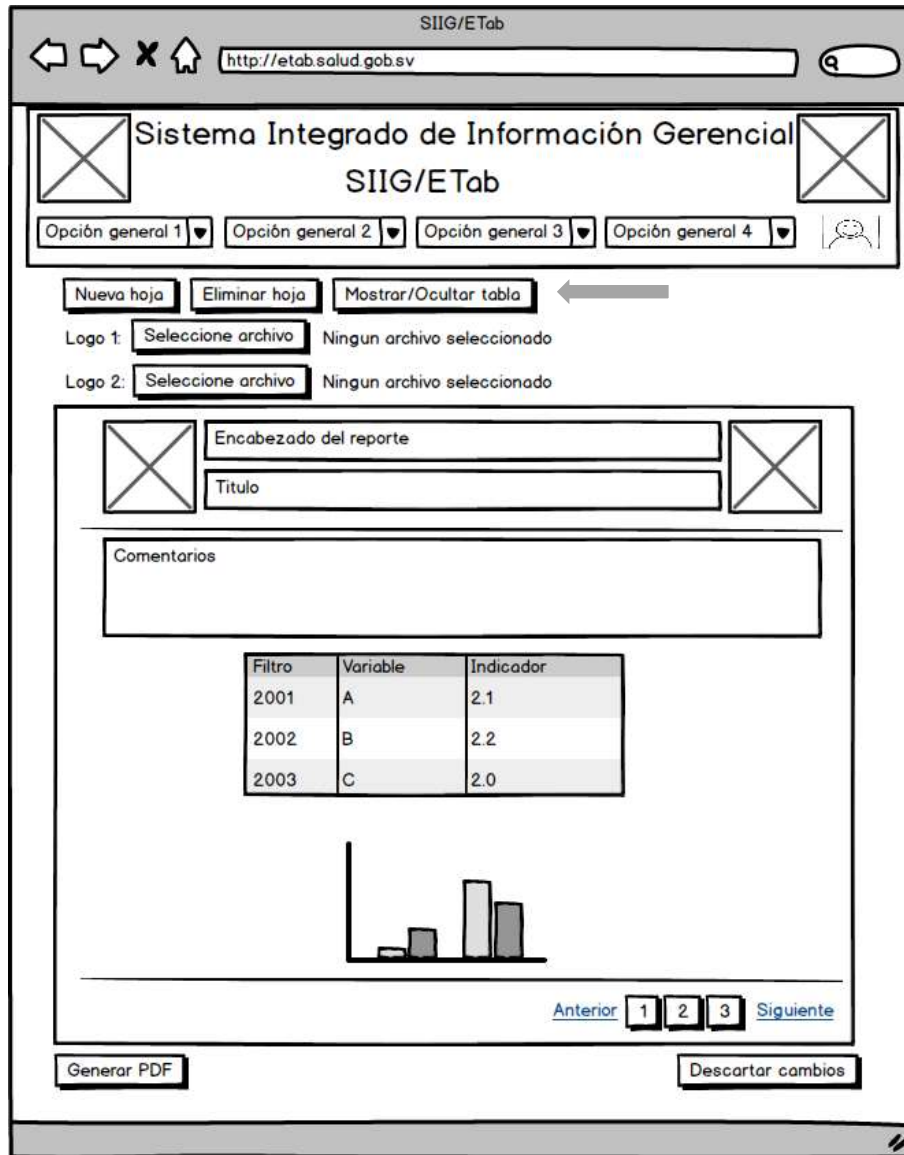 SIIG/ETab
http://etab.salud.gob.sv
Sistema Integrado de Información Gerencial
SIIG/ETab
Opción general 1 Opción general 2 Opción general 3 Opción general 4
Nueva hoja Eliminar hoja Mostrar/Ocultar tabla
Logo 1: Seleccione archivo Ningun archivo seleccionado
Logo 2: Seleccione archivo Ningun archivo seleccionado
Encabezado del reporte
Titulo
Comentarios
Filtro Variable Indicador
2001 A 2.1
2002 B 2.2
2003 C 2.0
Anterior 1 2 3 Siguiente
Generar PDF Descartar cambios